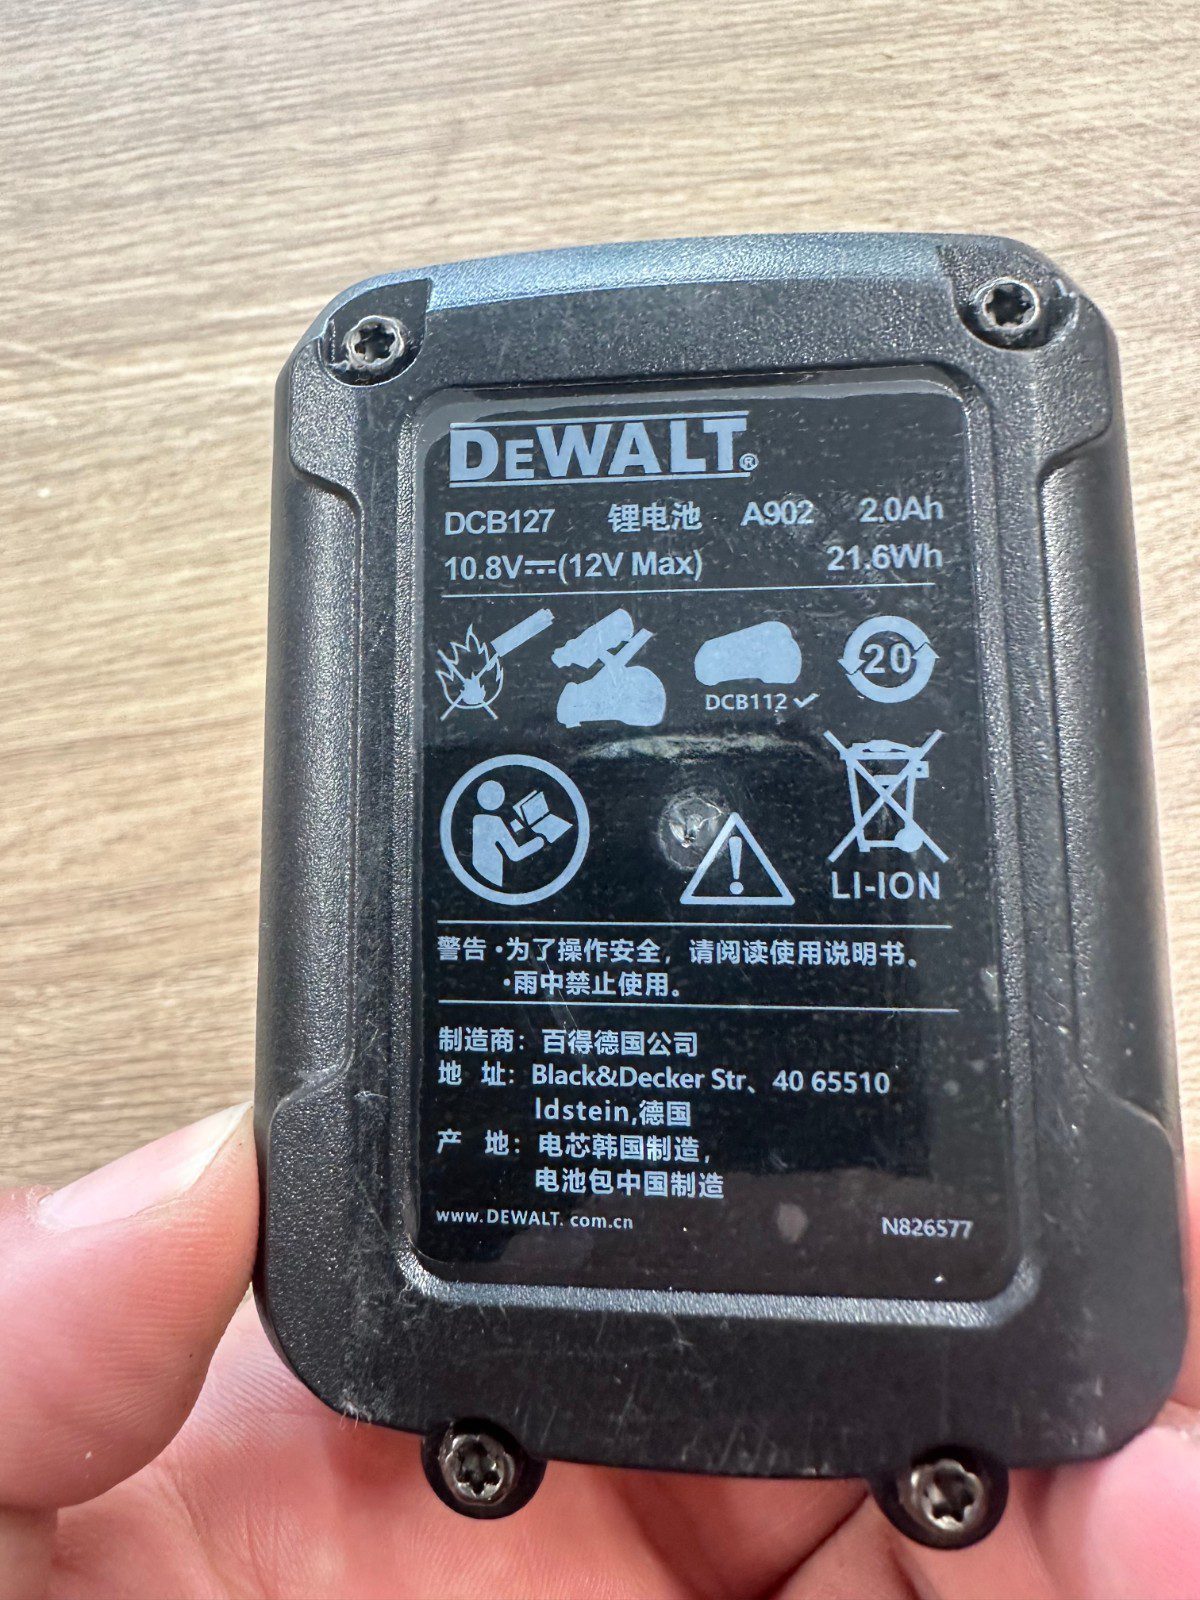 DEWALT®
DCB127 锂电池 A902 2.0Ah
10.8V⎓(12V Max) 21.6Wh
20
DCB112✓
LI-ION
警告 •为了操作安全，请阅读使用说明书。
•雨中禁止使用。
制造商：百得德国公司
地 址：Black&Decker Str、40 65510
Idstein,德国
产 地：电芯韩国制造，
电池包中国制造
www.DEWALT. com.cn N826577